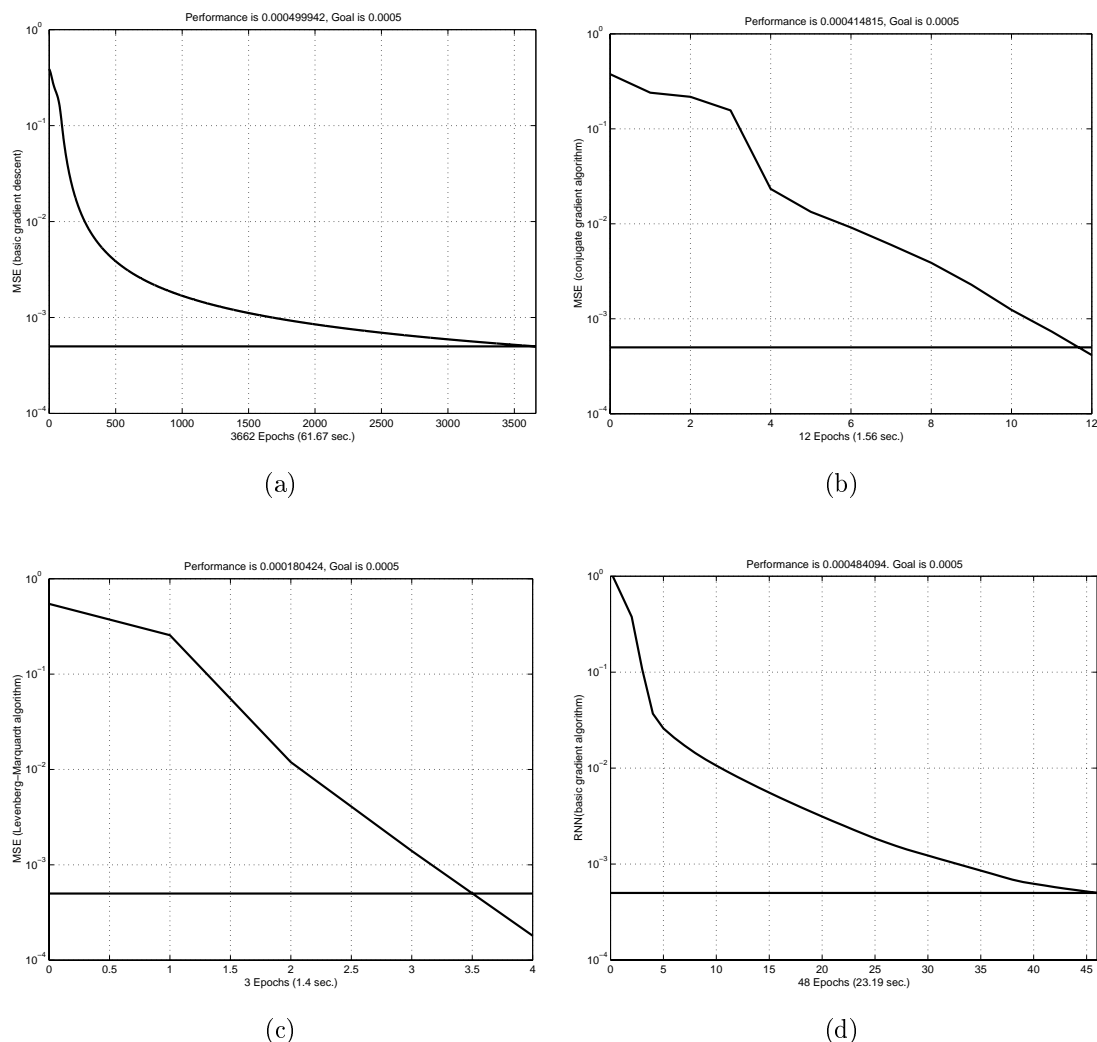 Performance is 0.000499942, Goal is 0.0005
10^0
10^−1
10^−2
10^−3
10^−4
MSE (basic gradient descent)
0 500 1000 1500 2000 2500 3000 3500
3662 Epochs (61.67 sec.)
(a)
Performance is 0.000414815, Goal is 0.0005
10^0
10^−1
10^−2
10^−3
10^−4
MSE (conjugate gradient algorithm)
0 2 4 6 8 10 12
12 Epochs (1.56 sec.)
(b)
Performance is 0.000180424, Goal is 0.0005
10^0
10^−1
10^−2
10^−3
10^−4
MSE (Levenberg−Marquardt algorithm)
0 0.5 1 1.5 2 2.5 3 3.5 4
3 Epochs (1.4 sec.)
(c)
Performance is 0.000484094. Goal is 0.0005
10^0
10^−1
10^−2
10^−3
10^−4
RNN(basic gradient algorithm)
0 5 10 15 20 25 30 35 40 45
48 Epochs (23.19 sec.)
(d)